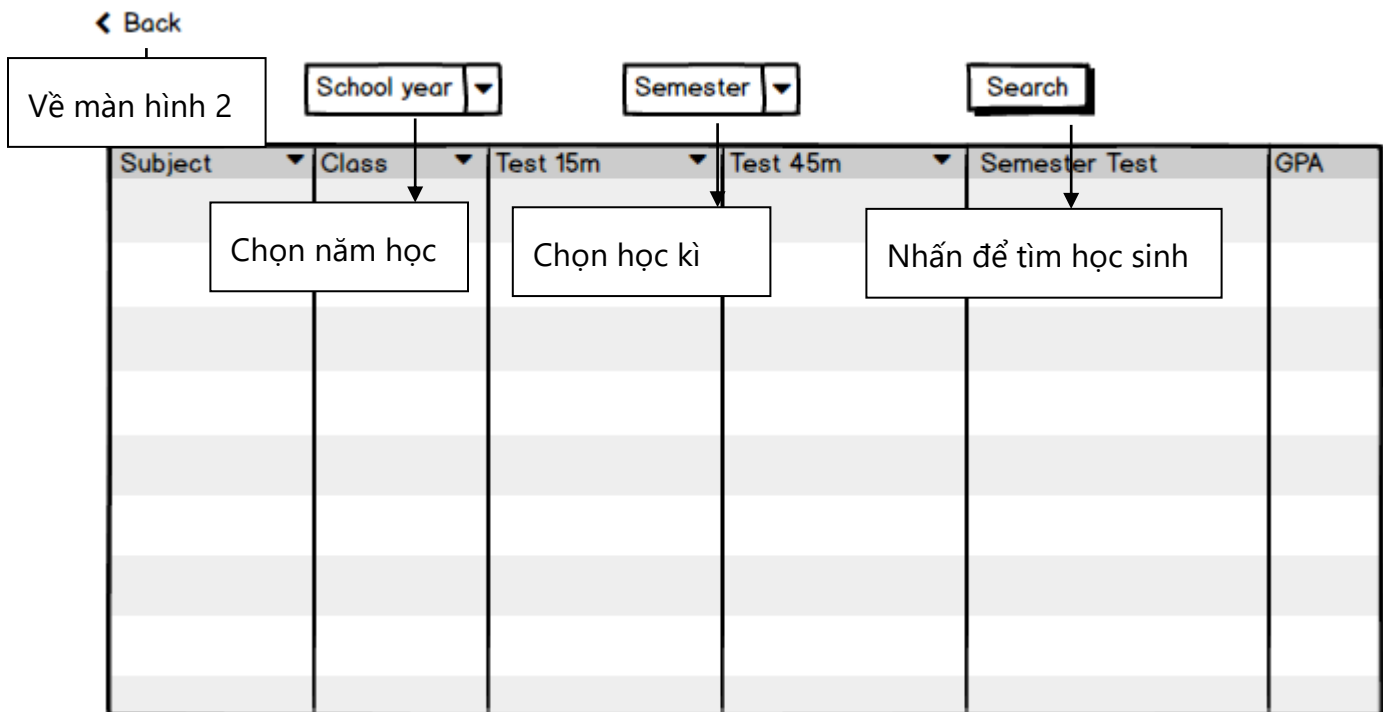 Back
Về màn hình 2
School year
Semester
Search
Subject Class Test 15m Test 45m Semester Test GPA
Chọn năm học
Chọn học kì
Nhấn để tìm học sinh